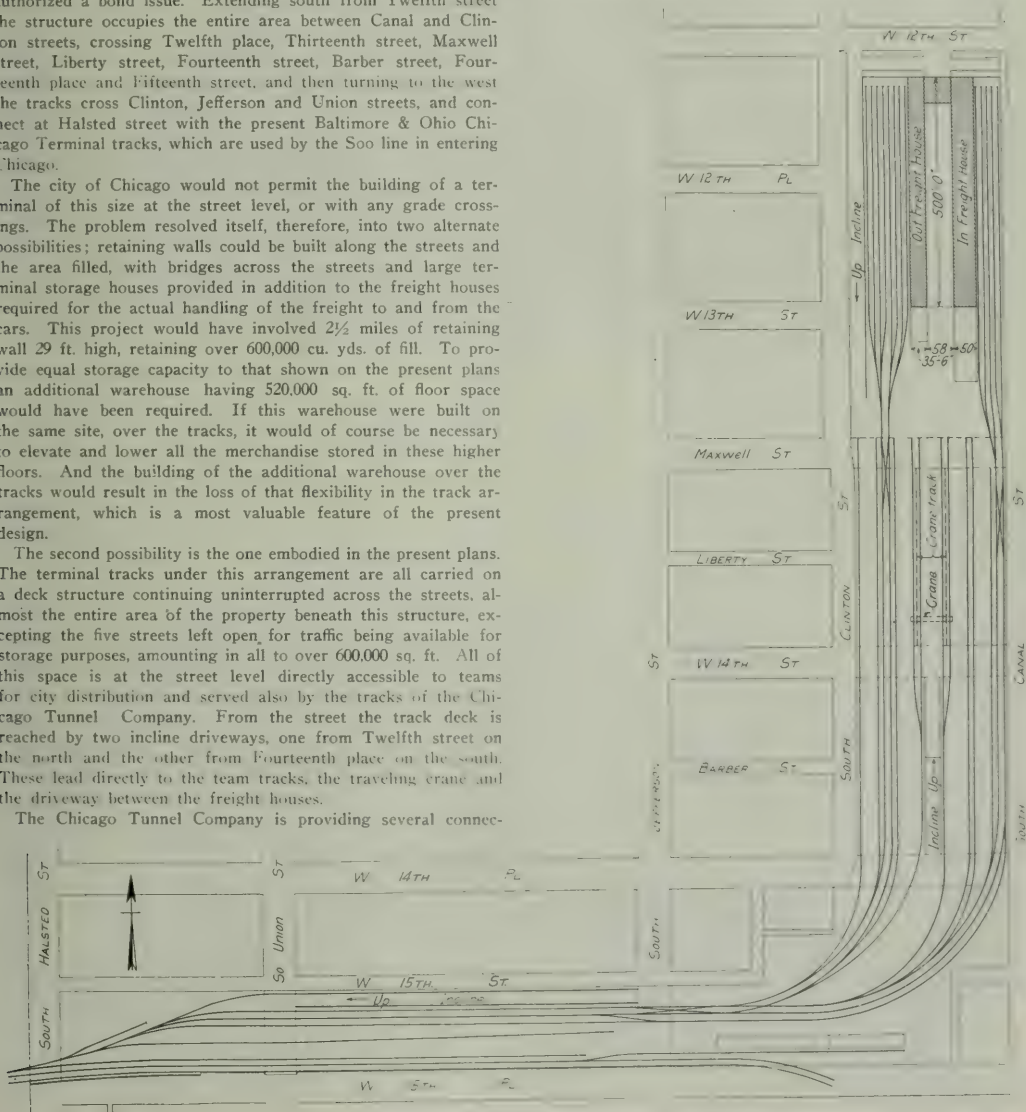 authorized a bond issue. Extending south from Twelfth street
he structure occupies the entire area between Canal and Clin-
on streets, crossing Twelfth place, Thirteenth street, Maxwell
treet, Liberty street, Fourteenth street, Barber street, Four-
eenth place and Fifteenth street, and then turning to the west
he tracks cross Clinton, Jefferson and Union streets, and con-
nect at Halsted street with the present Baltimore & Ohio Chi-
cago Terminal tracks, which are used by the Soo line in entering
Chicago.
The city of Chicago would not permit the building of a ter-
minal of this size at the street level, or with any grade cross-
ngs. The problem resolved itself, therefore, into two alternate
possibilities; retaining walls could be built along the streets and
he area filled, with bridges across the streets and large ter-
minal storage houses provided in addition to the freight houses
required for the actual handling of the freight to and from the
cars. This project would have involved 2½ miles of retaining
wall 29 ft. high, retaining over 600,000 cu. yds. of fill. To pro-
vide equal storage capacity to that shown on the present plans
an additional warehouse having 520,000 sq. ft. of floor space
would have been required. If this warehouse were built on
the same site, over the tracks, it would of course be necessary
to elevate and lower all the merchandise stored in these higher
floors. And the building of the additional warehouse over the
tracks would result in the loss of that flexibility in the track ar-
rangement, which is a most valuable feature of the present
design.
The second possibility is the one embodied in the present plans.
The terminal tracks under this arrangement are all carried on
a deck structure continuing uninterrupted across the streets, al-
most the entire area of the property beneath this structure, ex-
cepting the five streets left open for traffic being available for
storage purposes, amounting in all to over 600,000 sq. ft. All of
this space is at the street level directly accessible to teams
for city distribution and served also by the tracks of the Chi-
cago Tunnel Company. From the street the track deck is
reached by two incline driveways, one from Twelfth street on
the north and the other from Fourteenth place on the south.
These lead directly to the team tracks, the traveling crane and
the driveway between the freight houses.
The Chicago Tunnel Company is providing several connec-
W 12TH ST
W 12TH PL
W 13TH ST
MAXWELL ST
LIBERTY ST
W 14TH ST
BARBER ST
Up Incline
Out Freight House
500'-0"
In Freight House
58
50
35-6
Crane track
Crane
Incline Up
SOUTH CLINTON ST
SOUTH CANAL ST
SOUTH ST
W 14TH PL
SOUTH HALSTED ST
So Union ST
W 15TH ST
Up
W PL